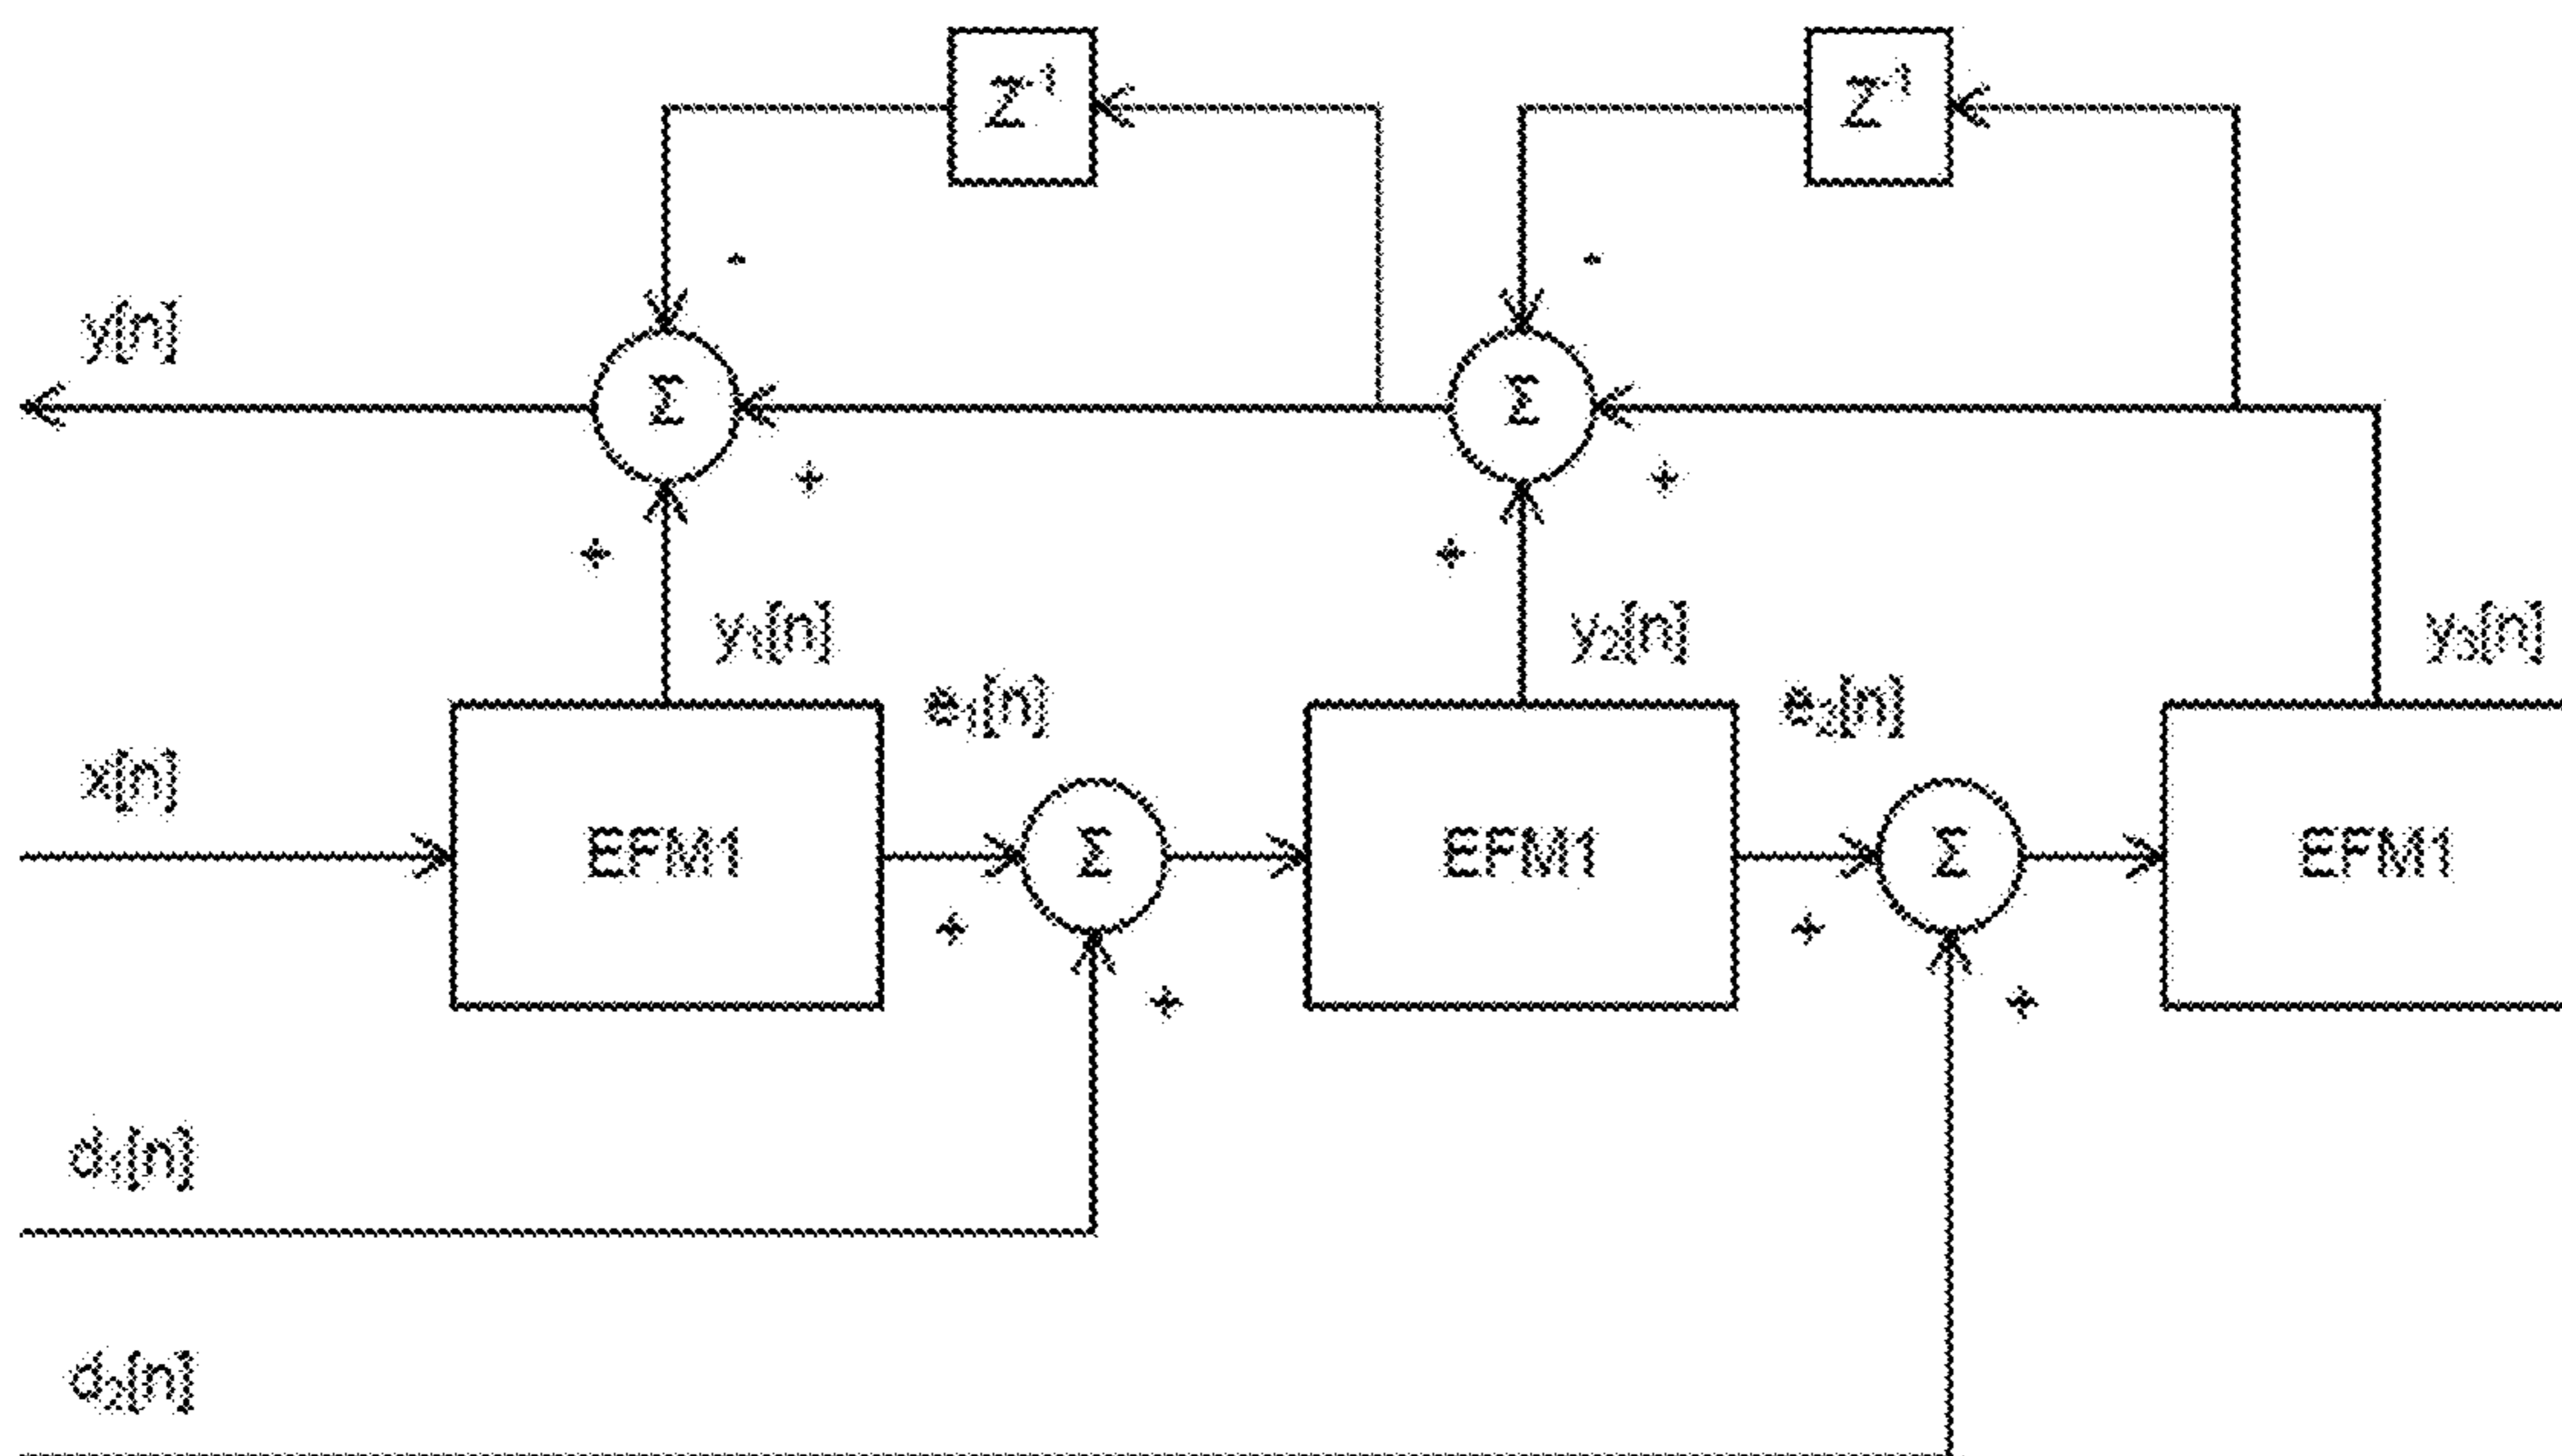 Z⁻¹ Z⁻¹
- -
y[n] Σ Σ
+ +
+ +
y₁[n] y₂[n] y₃[n]
e₁[n] e₂[n]
x[n]
EFM1 Σ EFM1 Σ EFM1
+ +
+ +
d₁[n]
d₂[n]